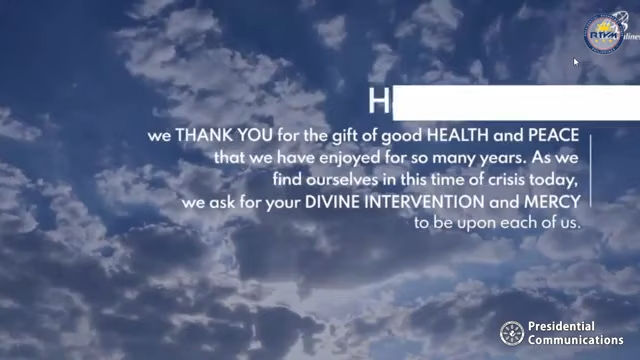 we THANK YOU for the gift of good HEALTH and PEACE
that we have enjoyed for so many years. As we
find ourselves in this time of crisis today,
we ask for your DIVINE INTERVENTION and MERCY
to be upon each of us.
Presidential
Communications